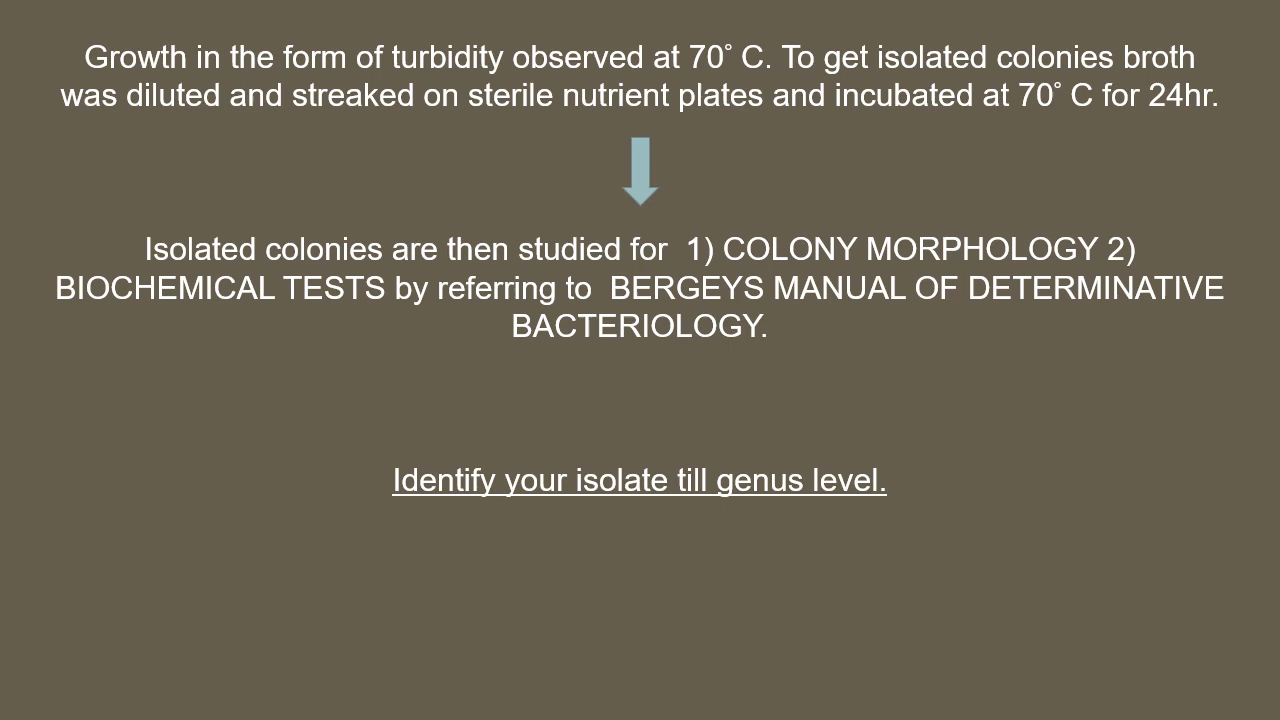 Growth in the form of turbidity observed at 70˚ C. To get isolated colonies broth
was diluted and streaked on sterile nutrient plates and incubated at 70˚ C for 24hr.
Isolated colonies are then studied for  1) COLONY MORPHOLOGY 2)
BIOCHEMICAL TESTS by referring to  BERGEYS MANUAL OF DETERMINATIVE
BACTERIOLOGY.
Identify your isolate till genus level.